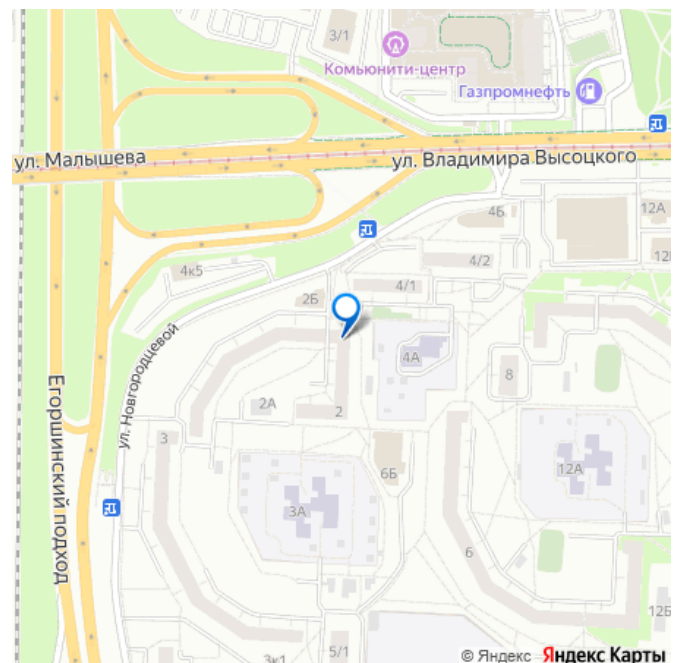 3/1
Комьюнити-центр
Газпромнефть
ул. Малышева
ул. Владимира Высоцкого
4Б
12А
4/2
4к5
4/1
2Б
ул. Новгородцевой
4А
8
Егоршинский подход
2А
2
3
6Б
12А
3А
6
12Б
5/1
3к1
© Яндекс Яндекс Карты